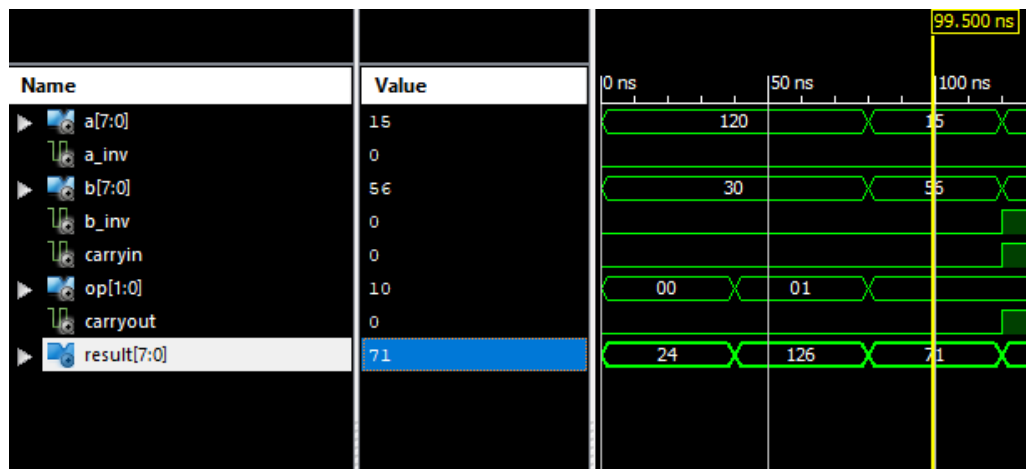 99.500 ns
Name Value 0 ns 50 ns 100 ns
a[7:0] 15 120 15
a_inv 0
b[7:0] 56 30 56
b_inv 0
carryin 0
op[1:0] 10 00 01
carryout 0
result[7:0] 71 24 126 71